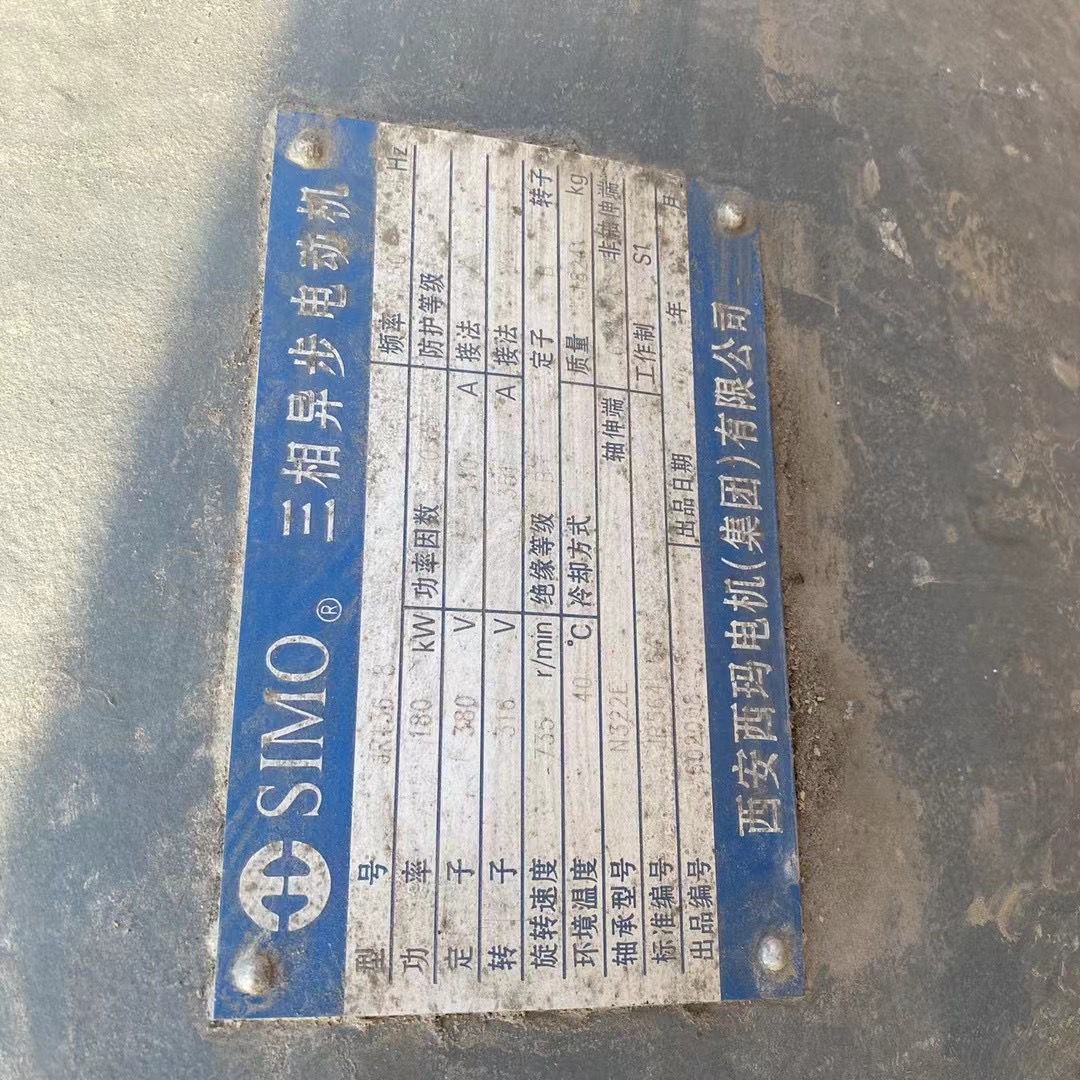 SIMO® 三相异步电动机
型号 JR136-8 频率 50 Hz
功率 180 kW 功率因数 防护等级
定子 380 V A 接法
转子 V A 接法
旋转速度 735 r/min 绝缘等级 定子 转子
环境温度 40 ℃ 冷却方式 质量 kg
轴承型号 N322E 轴伸端 非轴伸端
标准编号 工作制 S1
出品编号 出品日期 年 月
西安西玛电机(集团)有限公司